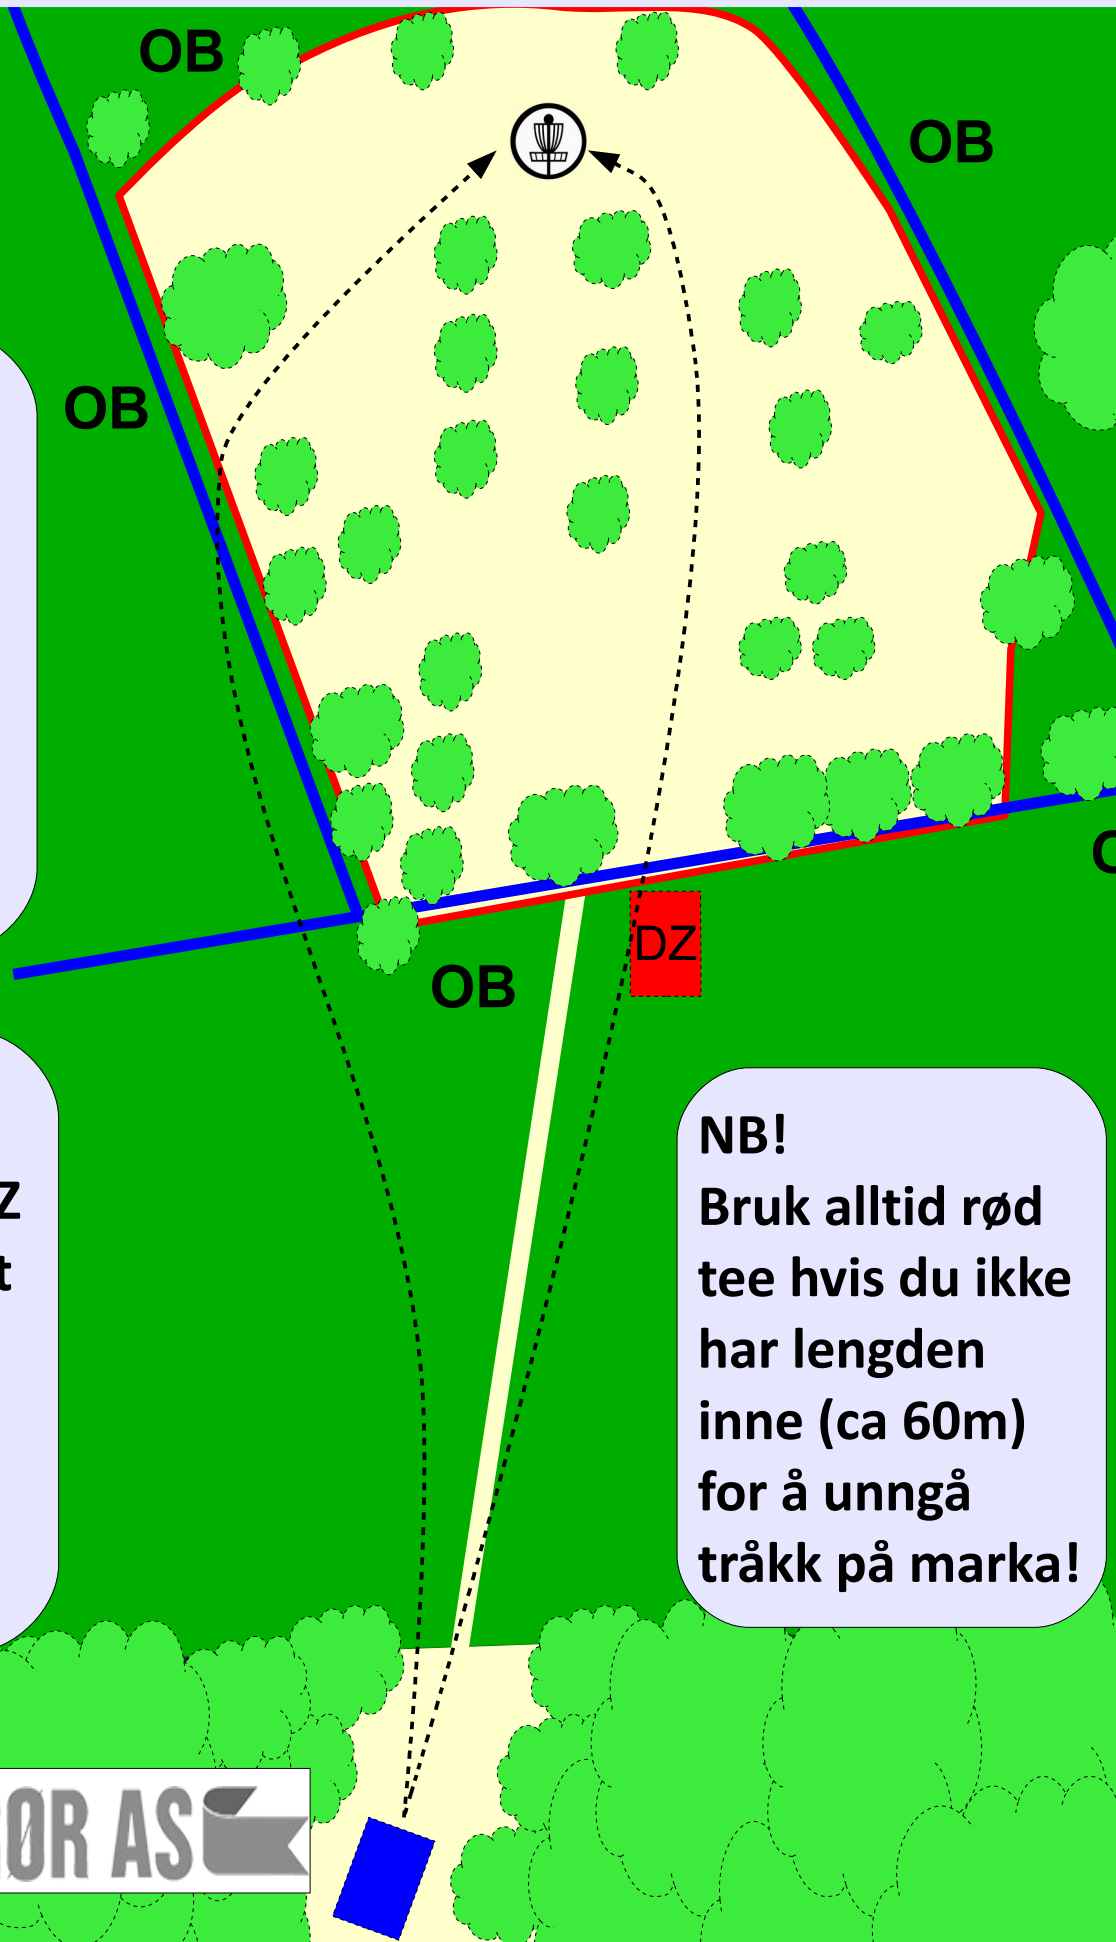 OB
OB
OB
DZ
OB
Z
t
NB!
Bruk alltid rød
tee hvis du ikke
har lengden
inne (ca 60m)
for å unngå
tråkk på marka!
ØR AS